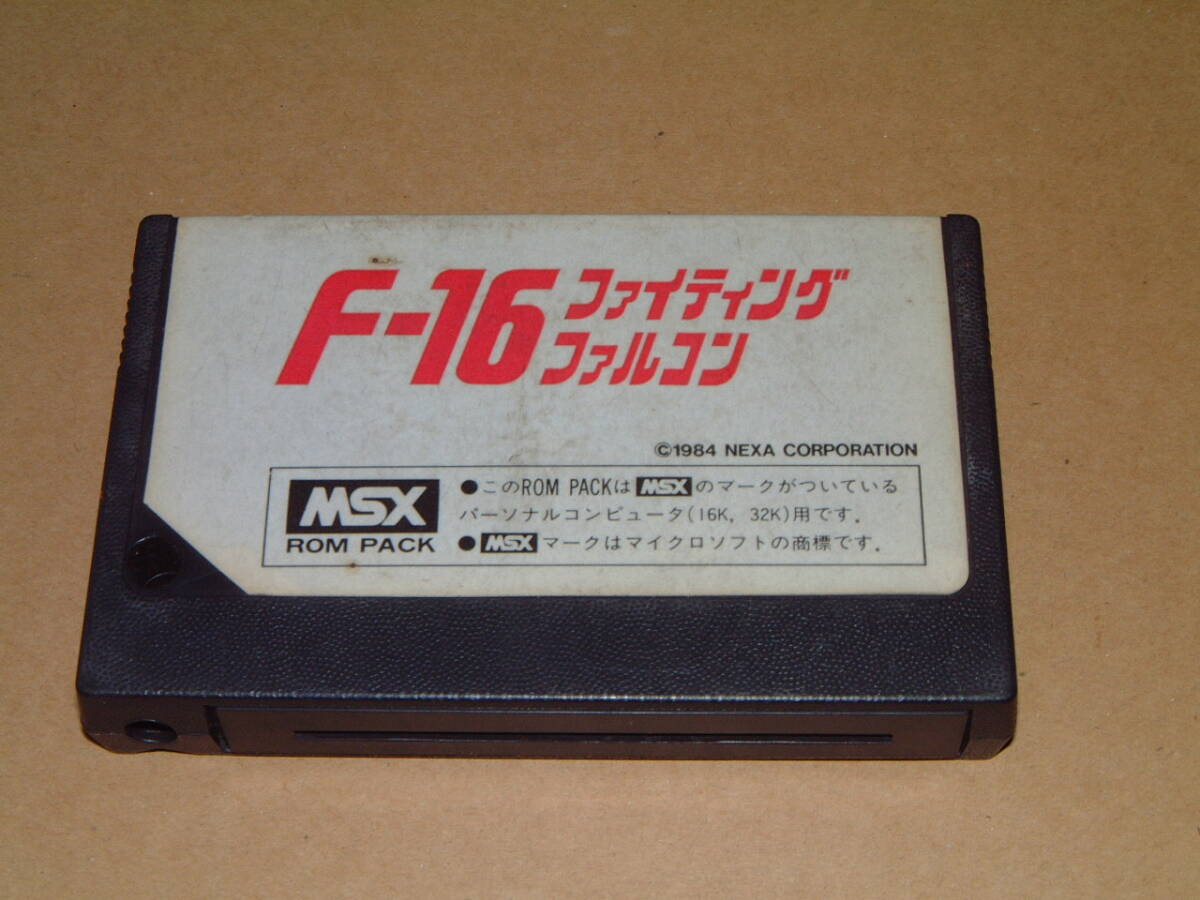 F-16 ファイティング
ファルコン
©1984 NEXA CORPORATION
MSX
ROM PACK
●このROM PACKは MSX のマークがついている
パーソナルコンピュータ(16K, 32K)用です.
● MSX マークはマイクロソフトの商標です.